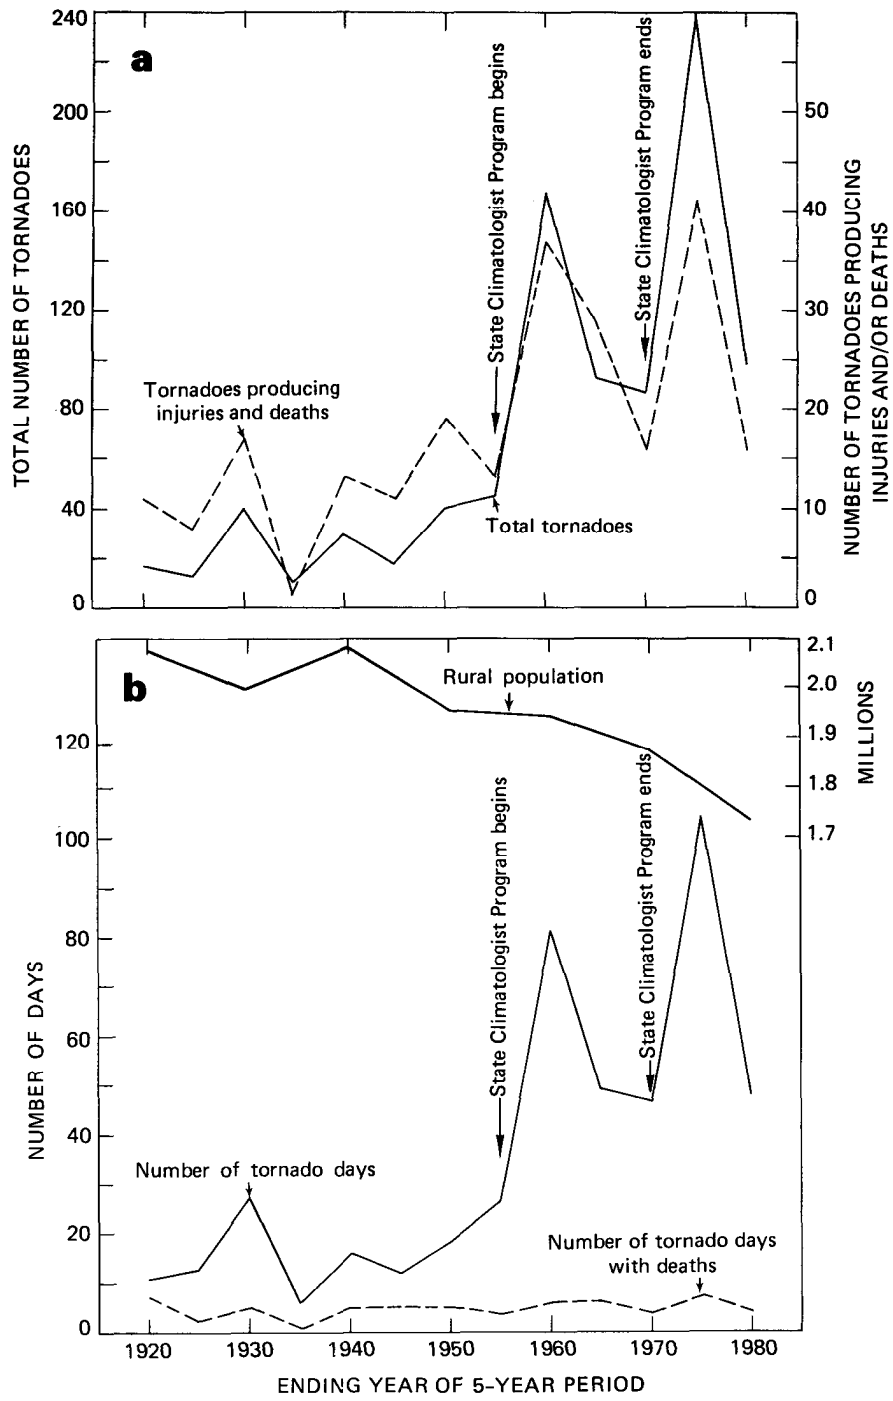 a
240
200
160
120
80
40
0
TOTAL NUMBER OF TORNADOES
50
40
30
20
10
0
NUMBER OF TORNADOES PRODUCING
INJURIES AND/OR DEATHS
State Climatologist Program begins
State Climatologist Program ends
Tornadoes producing
injuries and deaths
Total tornadoes
b
120
100
80
60
40
20
0
NUMBER OF DAYS
2.1
2.0
1.9
1.8
1.7
MILLIONS
Rural population
State Climatologist Program begins
State Climatologist Program ends
Number of tornado days
Number of tornado days
with deaths
1920 1930 1940 1950 1960 1970 1980
ENDING YEAR OF 5-YEAR PERIOD